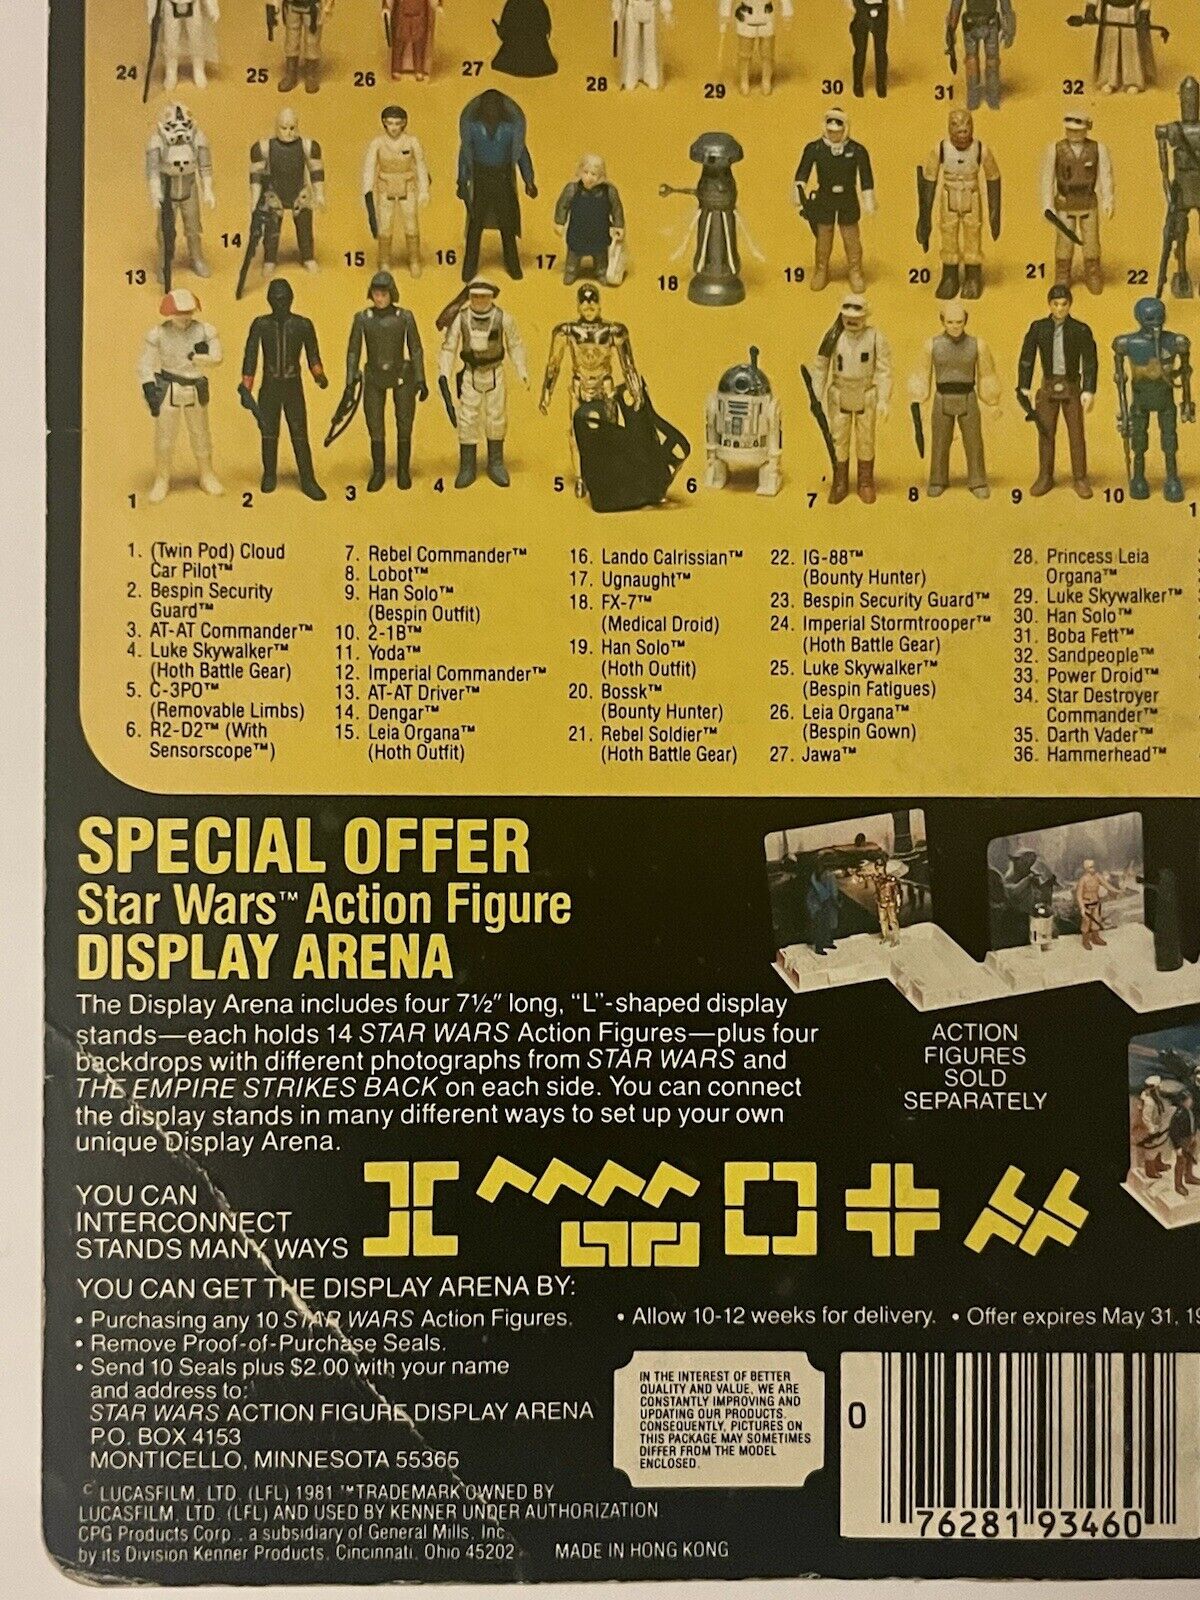 24
25
26
27
28
29
30
31
32
13
14
15
16
17
18
19
20
21
22
1
2
3
4
5
6
7
8
9
10
1
1. (Twin Pod) Cloud
Car Pilot™
2. Bespin Security
Guard™
3. AT-AT Commander™
4. Luke Skywalker™
(Hoth Battle Gear)
5. C-3PO™
(Removable Limbs)
6. R2-D2™ (With
Sensorscope™)
7. Rebel Commander™
8. Lobot™
9. Han Solo™
(Bespin Outfit)
10. 2-1B™
11. Yoda™
12. Imperial Commander™
13. AT-AT Driver™
14. Dengar™
15. Leia Organa™
(Hoth Outfit)
16. Lando Calrissian™
17. Ugnaught™
18. FX-7™
(Medical Droid)
19. Han Solo™
(Hoth Outfit)
20. Bossk™
(Bounty Hunter)
21. Rebel Soldier™
(Hoth Battle Gear)
22. IG-88™
(Bounty Hunter)
23. Bespin Security Guard™
24. Imperial Stormtrooper™
(Hoth Battle Gear)
25. Luke Skywalker™
(Bespin Fatigues)
26. Leia Organa™
(Bespin Gown)
27. Jawa™
28. Princess Leia
Organa™
29. Luke Skywalker™
30. Han Solo™
31. Boba Fett™
32. Sandpeople™
33. Power Droid™
34. Star Destroyer
Commander™
35. Darth Vader™
36. Hammerhead™
SPECIAL OFFER
Star Wars™ Action Figure
DISPLAY ARENA
The Display Arena includes four 7½" long, "L"-shaped display
stands—each holds 14 STAR WARS Action Figures—plus four
backdrops with different photographs from STAR WARS and
THE EMPIRE STRIKES BACK on each side. You can connect
the display stands in many different ways to set up your own
unique Display Arena.
ACTION
FIGURES
SOLD
SEPARATELY
YOU CAN
INTERCONNECT
STANDS MANY WAYS
YOU CAN GET THE DISPLAY ARENA BY:
• Purchasing any 10 STAR WARS Action Figures.
• Remove Proof-of-Purchase Seals.
• Send 10 Seals plus $2.00 with your name
and address to:
STAR WARS ACTION FIGURE DISPLAY ARENA
P.O. BOX 4153
MONTICELLO, MINNESOTA 55365
• Allow 10-12 weeks for delivery. • Offer expires May 31, 19
IN THE INTEREST OF BETTER
QUALITY AND VALUE, WE ARE
CONSTANTLY IMPROVING AND
UPDATING OUR PRODUCTS.
CONSEQUENTLY, PICTURES ON
THIS PACKAGE MAY SOMETIMES
DIFFER FROM THE MODEL
ENCLOSED.
0 76281 93460
© LUCASFILM, LTD. (LFL) 1981 ™TRADEMARK OWNED BY
LUCASFILM, LTD. (LFL) AND USED BY KENNER UNDER AUTHORIZATION
CPG Products Corp., a subsidiary of General Mills, Inc.,
by its Division Kenner Products, Cincinnati, Ohio 45202
MADE IN HONG KONG